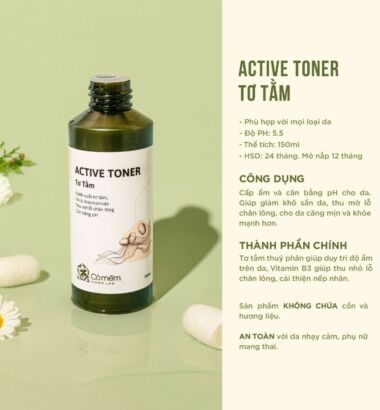 ACTIVE TONER
Tơ Tằm
Cỏ mềm
HOME LAB
ACTIVE TONER
TƠ TẰM
- Phù hợp với mọi loại da
- Độ PH: 5.5
- Thể tích: 150ml
- HSD: 24 tháng. Mở nắp 12 tháng
CÔNG DỤNG
Cấp ẩm và cân bằng pH cho da.
Giúp giảm khô sần da, thu mờ lỗ
chân lông, cho da căng mịn và khỏe
mạnh hơn.
THÀNH PHẦN CHÍNH
Tơ tằm thuỷ phân giúp duy trì độ ẩm
trên da, Vitamin B3 giúp thu nhỏ lỗ
chân lông, cải thiện nếp nhăn.
Sản phẩm KHÔNG CHỨA cồn và
hương liệu.
AN TOÀN với da nhạy cảm, phụ nữ
mang thai.